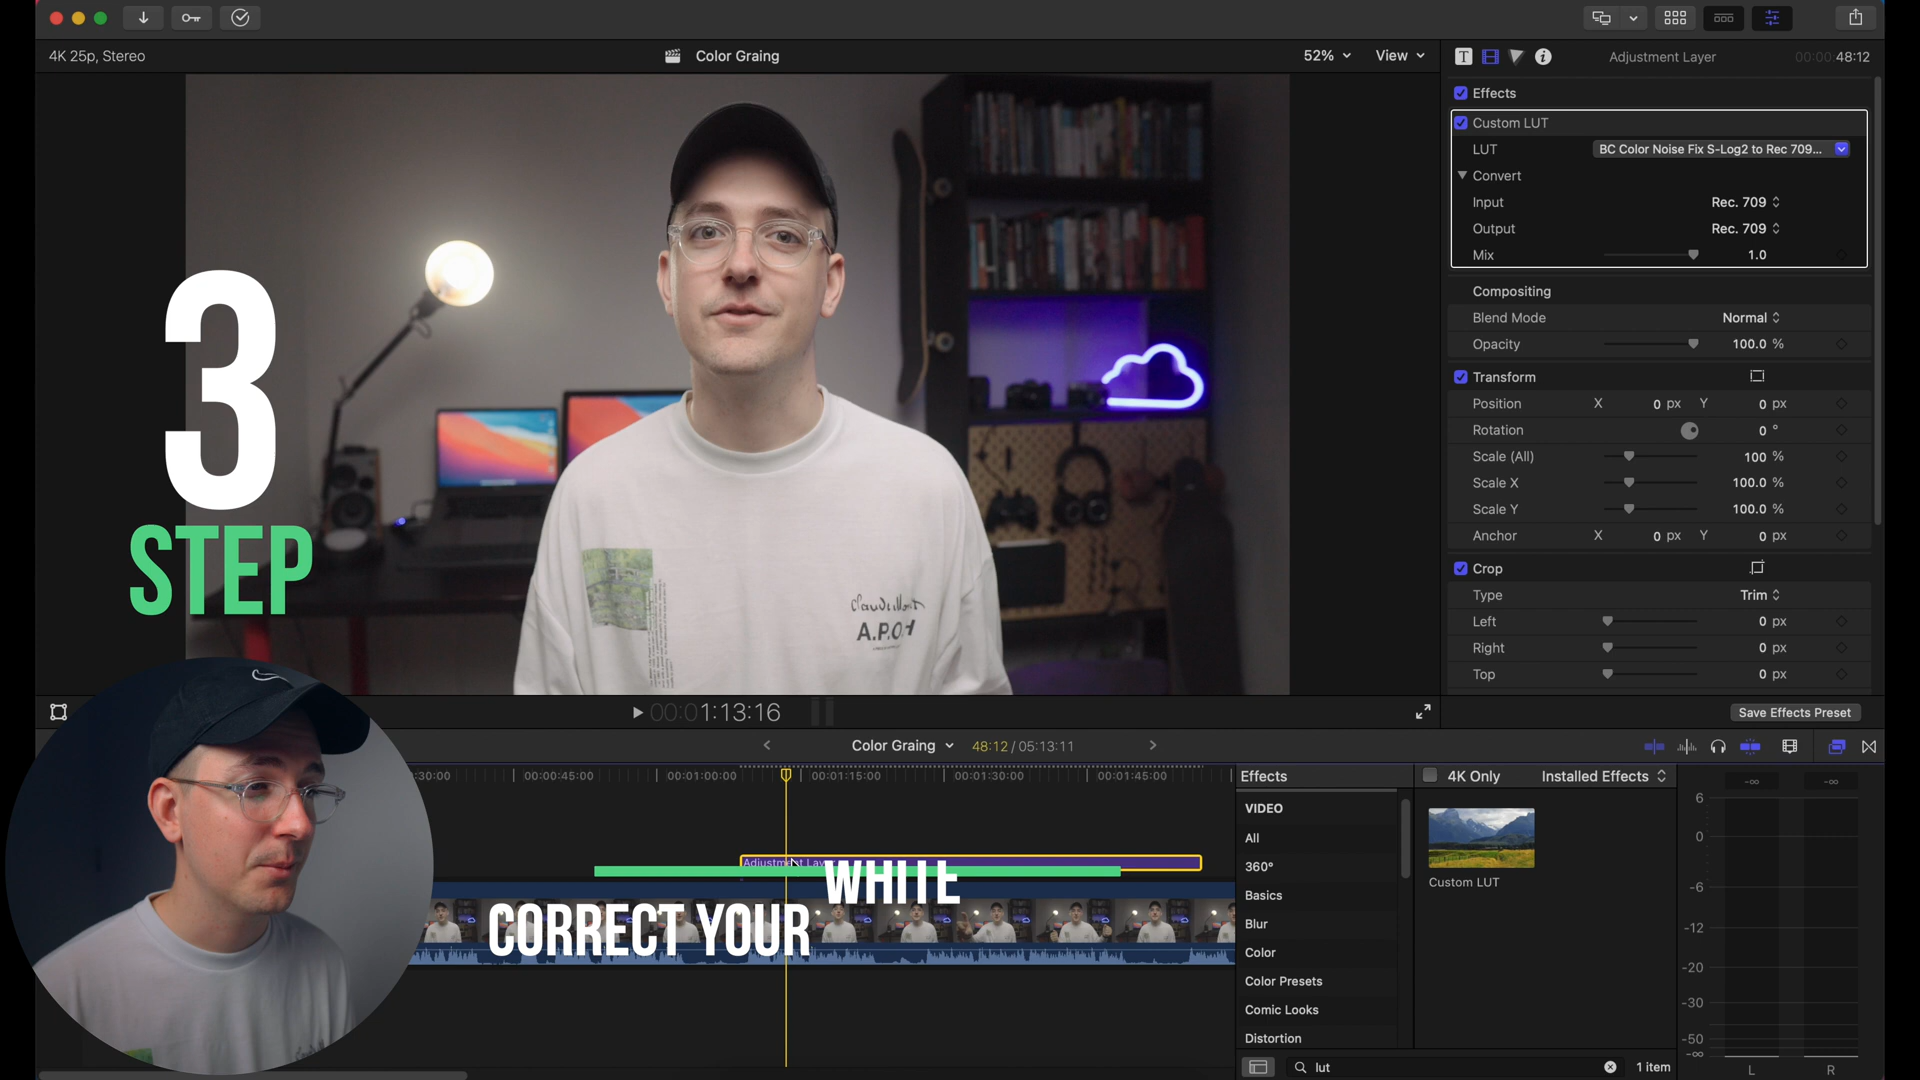 4K 25p, Stereo
Color Graing
52%
View
Adjustment Layer
00:00:48:12
Effects
Custom LUT
LUT
BC Color Noise Fix S-Log2 to Rec 709...
Convert
Input
Rec. 709
Output
Rec. 709
Mix
1.0
Compositing
Blend Mode
Normal
Opacity
100.0 %
Transform
Position
X 0 px Y 0 px
Rotation
0 °
Scale (All)
100 %
Scale X
100.0 %
Scale Y
100.0 %
Anchor
X 0 px Y 0 px
Crop
Type
Trim
Left
0 px
Right
0 px
Top
0 px
Save Effects Preset
3
STEP
A.P.O.H
00:01:13:16
Color Graing
48:12 / 05:13:11
:30:00
00:00:45:00
00:01:00:00
00:01:15:00
00:01:30:00
00:01:45:00
Adjustment Lay
WHITE
CORRECT YOUR
Effects
4K Only
Installed Effects
VIDEO
All
360°
Basics
Blur
Color
Color Presets
Comic Looks
Distortion
Custom LUT
lut
1 item
-∞ -∞
6
0
-6
-12
-20
-30
-50
-∞
L R